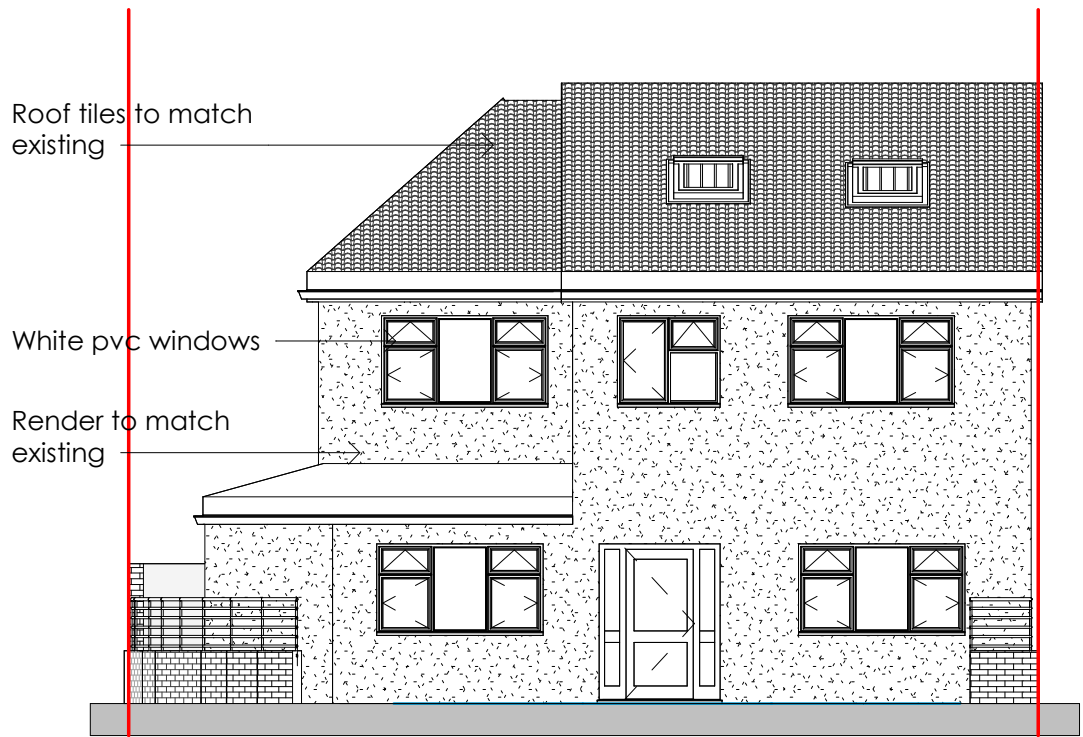 Roof tiles to match
existing
White pvc windows
Render to match
existing